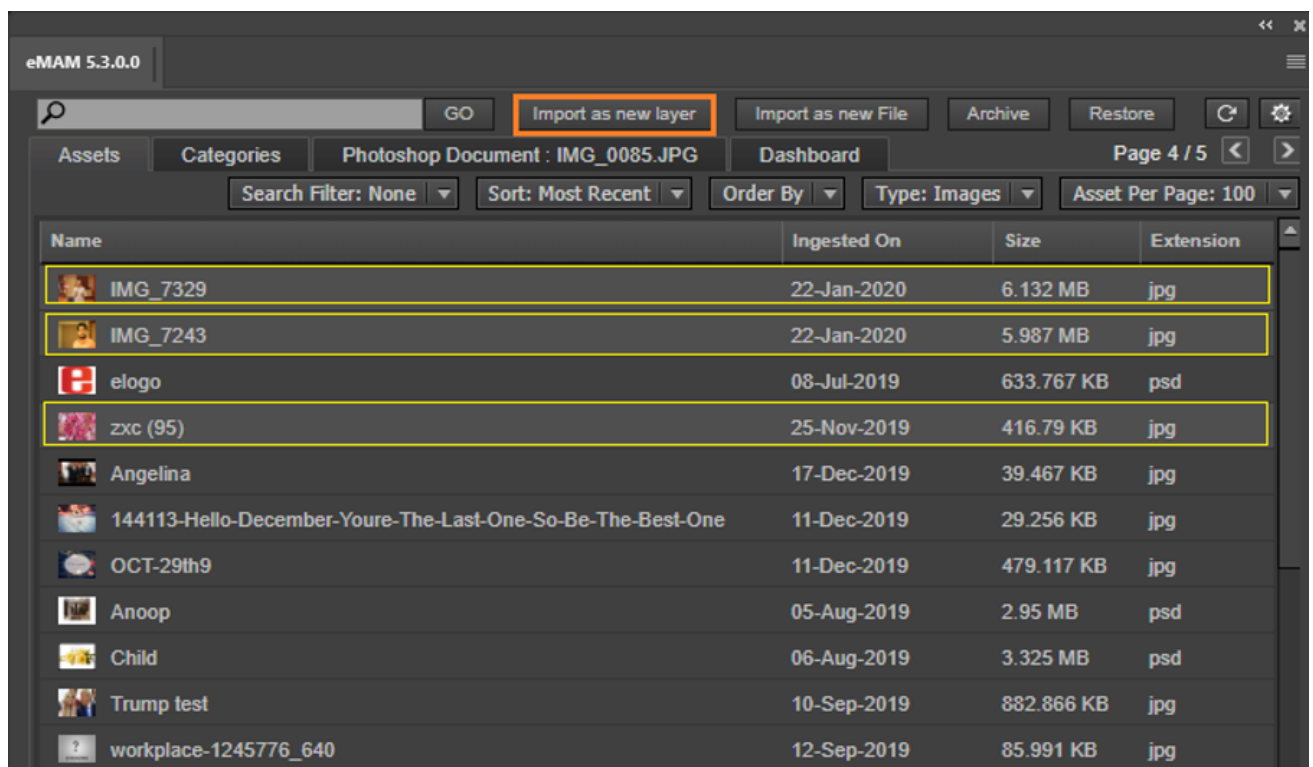 eMAM 5.3.0.0
GO Import as new layer Import as new File Archive Restore
Assets Categories Photoshop Document : IMG_0085.JPG Dashboard Page 4 / 5
Search Filter: None Sort: Most Recent Order By Type: Images Asset Per Page: 100
Name Ingested On Size Extension
IMG_7329 22-Jan-2020 6.132 MB jpg
IMG_7243 22-Jan-2020 5.987 MB jpg
elogo 08-Jul-2019 633.767 KB psd
zxc (95) 25-Nov-2019 416.79 KB jpg
Angelina 17-Dec-2019 39.467 KB jpg
144113-Hello-December-Youre-The-Last-One-So-Be-The-Best-One 11-Dec-2019 29.256 KB jpg
OCT-29th9 11-Dec-2019 479.117 KB jpg
Anoop 05-Aug-2019 2.95 MB psd
Child 06-Aug-2019 3.325 MB psd
Trump test 10-Sep-2019 882.866 KB jpg
workplace-1245776_640 12-Sep-2019 85.991 KB jpg